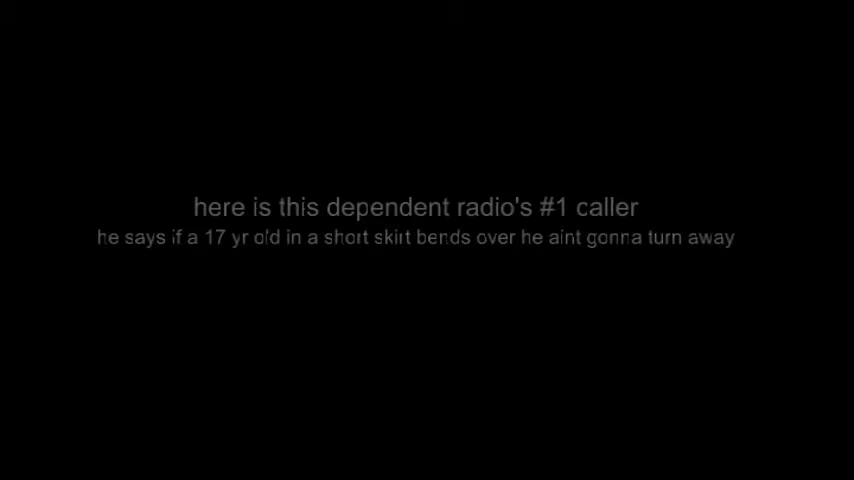 here is this dependent radio's #1 caller
he says if a 17 yr old in a short skirt bends over he aint gonna turn away